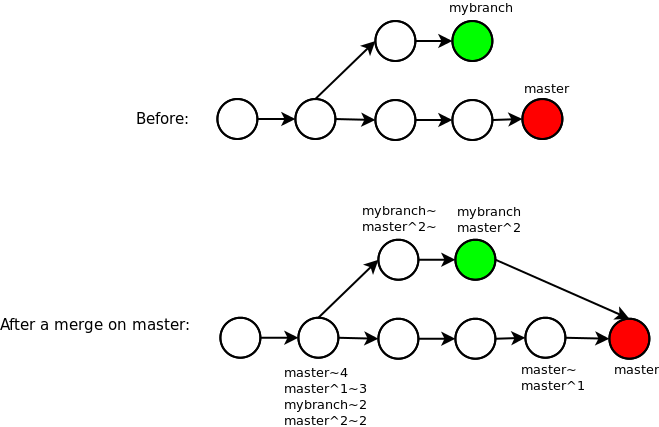 mybranch
master
Before:
mybranch~
master^2~
mybranch
master^2
After a merge on master:
master~4
master^1~3
mybranch~2
master^2~2
master~
master^1
master